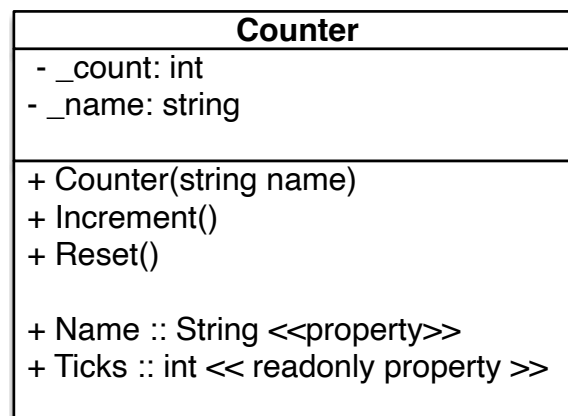 Counter
- _count: int
- _name: string
+ Counter(string name)
+ Increment()
+ Reset()
+ Name :: String <<property>>
+ Ticks :: int << readonly property >>